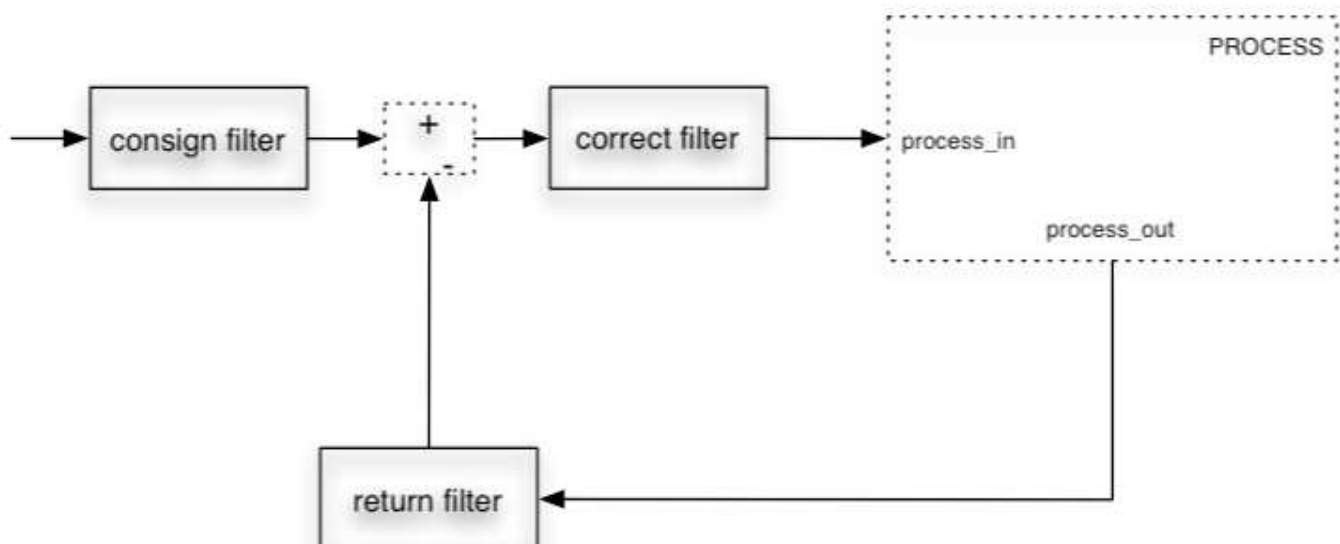 PROCESS
consign filter
+
-
correct filter
process_in
process_out
return filter